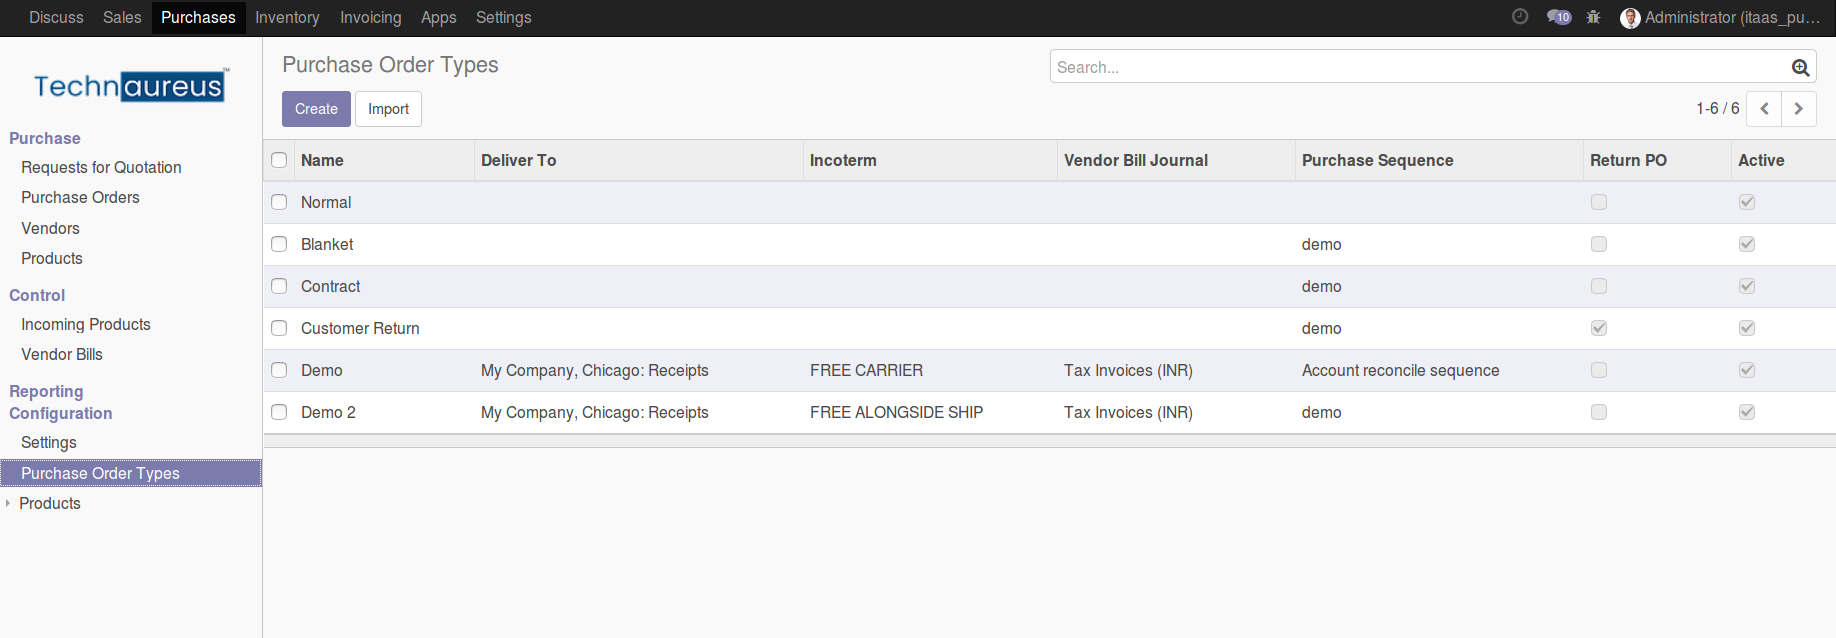 Discuss Sales Purchases Inventory Invoicing Apps Settings 10 Administrator (itaas_pu...
Technaureus™
Purchase
Requests for Quotation
Purchase Orders
Vendors
Products
Control
Incoming Products
Vendor Bills
Reporting
Configuration
Settings
Purchase Order Types
Products
Purchase Order Types
Search...
Create Import
1-6 / 6
Name Deliver To Incoterm Vendor Bill Journal Purchase Sequence Return PO Active
Normal
Blanket demo
Contract demo
Customer Return demo
Demo My Company, Chicago: Receipts FREE CARRIER Tax Invoices (INR) Account reconcile sequence
Demo 2 My Company, Chicago: Receipts FREE ALONGSIDE SHIP Tax Invoices (INR) demo